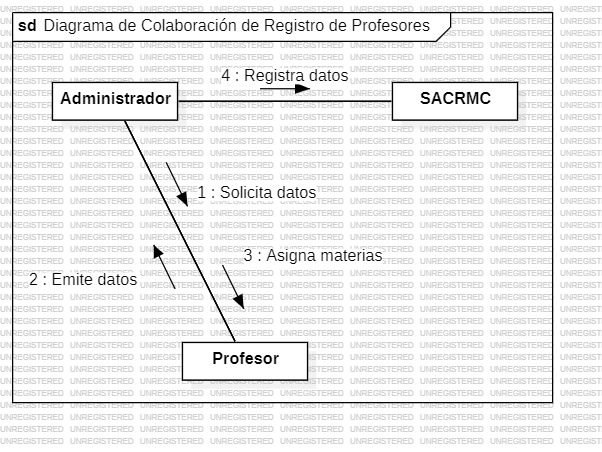 sd Diagrama de Colaboración de Registro de Profesores
4 : Registra datos
Administrador
SACRMC
1 : Solicita datos
3 : Asigna materias
2 : Emite datos
Profesor
UNREGISTERED